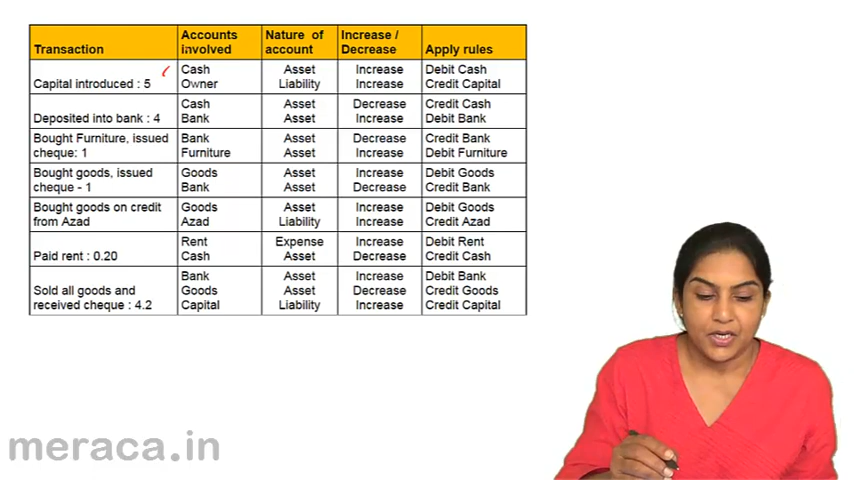 Transaction
Accounts involved
Nature of account
Increase / Decrease
Apply rules
Capital introduced : 5
Cash
Owner
Asset
Liability
Increase
Increase
Debit Cash
Credit Capital
Deposited into bank : 4
Cash
Bank
Asset
Asset
Decrease
Increase
Credit Cash
Debit Bank
Bought Furniture, issued
cheque: 1
Bank
Furniture
Asset
Asset
Decrease
Increase
Credit Bank
Debit Furniture
Bought goods, issued
cheque - 1
Goods
Bank
Asset
Asset
Increase
Decrease
Debit Goods
Credit Bank
Bought goods on credit
from Azad
Goods
Azad
Asset
Liability
Increase
Increase
Debit Goods
Credit Azad
Paid rent : 0.20
Rent
Cash
Expense
Asset
Increase
Decrease
Debit Rent
Credit Cash
Sold all goods and
received cheque : 4.2
Bank
Goods
Capital
Asset
Asset
Liability
Increase
Decrease
Increase
Debit Bank
Credit Goods
Credit Capital
meraca.in